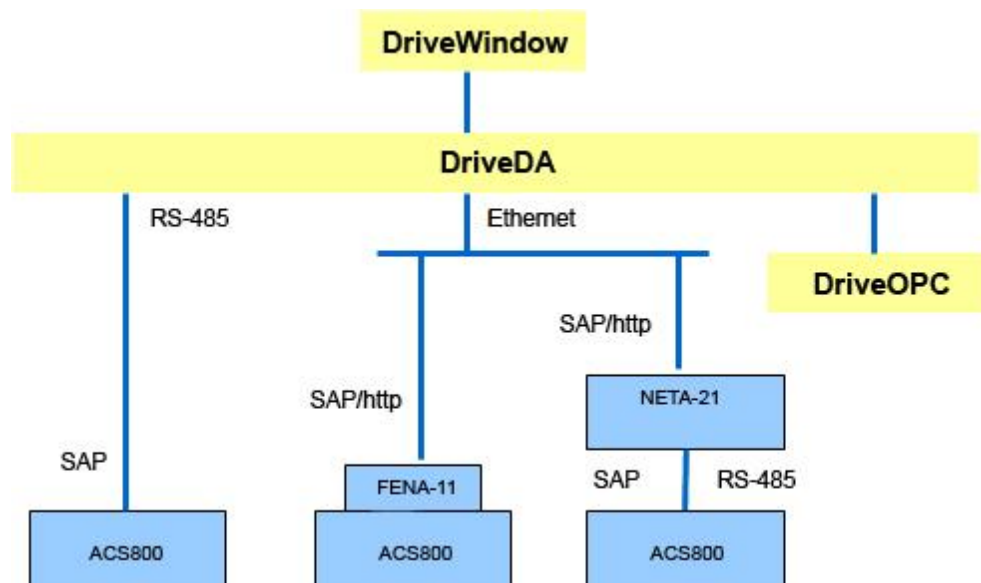 DriveWindow
DriveDA
RS-485
Ethernet
DriveOPC
SAP/http
SAP/http
NETA-21
SAP
FENA-11
SAP
RS-485
ACS800
ACS800
ACS800